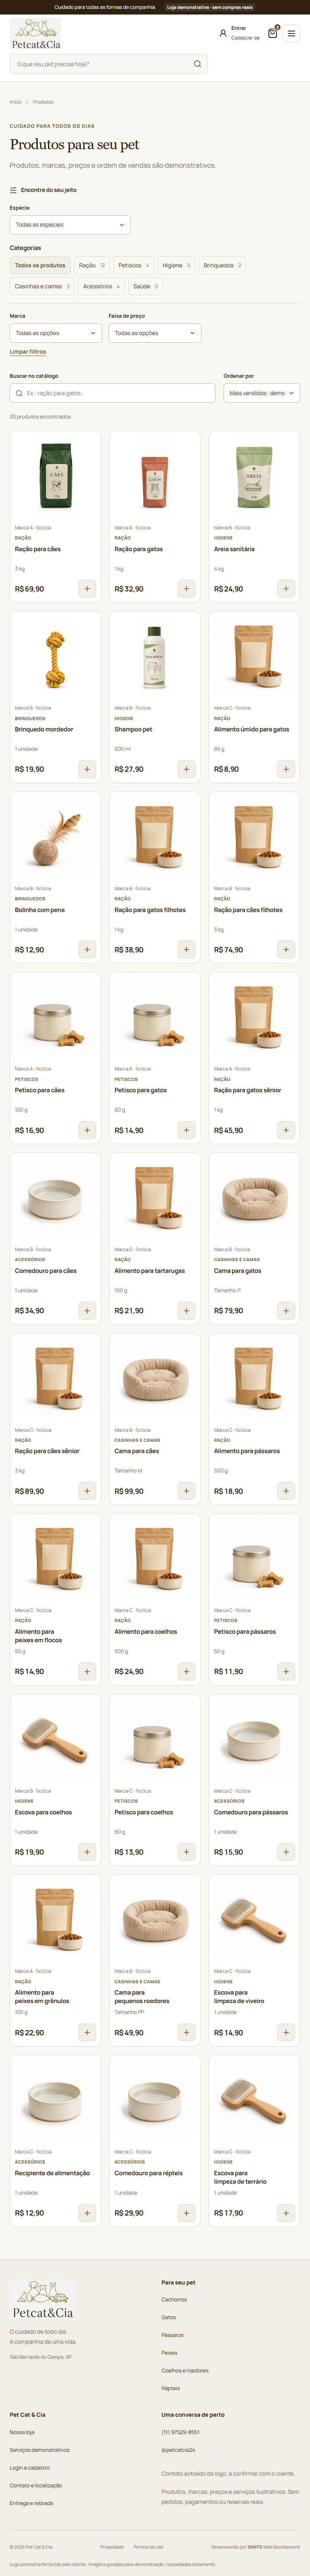 Cuidado para todas as formas de companhia.
Loja demonstrativa · sem compras reais
Petcat&Cia
Entrar
Cadastre-se
2
O que seu pet precisa hoje?
Início / Produtos
CUIDADO PARA TODOS OS DIAS
Produtos para seu pet
Produtos, marcas, preços e ordem de vendas são demonstrativos.
Encontre do seu jeito
Espécie
Todas as espécies
Categorias
Todos os produtos
Ração 12
Petiscos 4
Higiene 5
Brinquedos 2
Casinhas e camas 3
Acessórios 4
Saúde 0
Marca
Faixa de preço
Todas as opções
Todas as opções
Limpar filtros
Buscar no catálogo
Ordenar por
Ex.: ração para gatos...
Mais vendidos · demo
30 produtos encontrados
CÃES
Marca A · fictícia
RAÇÃO
Ração para cães
3 kg
R$ 69,90
GATOS
Marca A · fictícia
RAÇÃO
Ração para gatos
1 kg
R$ 32,90
AREIA
Marca B · fictícia
HIGIENE
Areia sanitária
4 kg
R$ 24,90
Marca B · fictícia
BRINQUEDOS
Brinquedo mordedor
1 unidade
R$ 19,90
SHAMPOO
Marca B · fictícia
HIGIENE
Shampoo pet
500 ml
R$ 27,90
Marca C · fictícia
RAÇÃO
Alimento úmido para gatos
85 g
R$ 8,90
Marca B · fictícia
BRINQUEDOS
Bolinha com pena
1 unidade
R$ 12,90
Marca B · fictícia
RAÇÃO
Ração para gatos filhotes
1 kg
R$ 38,90
Marca B · fictícia
RAÇÃO
Ração para cães filhotes
3 kg
R$ 74,90
Marca A · fictícia
PETISCOS
Petisco para cães
100 g
R$ 16,90
Marca A · fictícia
PETISCOS
Petisco para gatos
60 g
R$ 14,90
Marca A · fictícia
RAÇÃO
Ração para gatos sênior
1 kg
R$ 45,90
Marca B · fictícia
ACESSÓRIOS
Comedouro para cães
1 unidade
R$ 34,90
Marca C · fictícia
RAÇÃO
Alimento para tartarugas
100 g
R$ 21,90
Marca B · fictícia
CASINHAS E CAMAS
Cama para gatos
Tamanho P
R$ 79,90
Marca C · fictícia
RAÇÃO
Ração para cães sênior
3 kg
R$ 89,90
Marca B · fictícia
CASINHAS E CAMAS
Cama para cães
Tamanho M
R$ 99,90
Marca C · fictícia
RAÇÃO
Alimento para pássaros
500 g
R$ 18,90
Marca C · fictícia
RAÇÃO
Alimento para
peixes em flocos
50 g
R$ 14,90
Marca C · fictícia
RAÇÃO
Alimento para coelhos
500 g
R$ 24,90
Marca C · fictícia
PETISCOS
Petisco para pássaros
50 g
R$ 11,90
Marca B · fictícia
HIGIENE
Escova para coelhos
1 unidade
R$ 19,90
Marca C · fictícia
PETISCOS
Petisco para coelhos
60 g
R$ 13,90
Marca C · fictícia
ACESSÓRIOS
Comedouro para pássaros
1 unidade
R$ 15,90
Marca A · fictícia
RAÇÃO
Alimento para
peixes em grânulos
100 g
R$ 22,90
Marca B · fictícia
CASINHAS E CAMAS
Cama para
pequenos roedores
Tamanho PP
R$ 49,90
Marca C · fictícia
HIGIENE
Escova para
limpeza de viveiro
1 unidade
R$ 14,90
Marca C · fictícia
ACESSÓRIOS
Recipiente de alimentação
1 unidade
R$ 12,90
Marca C · fictícia
ACESSÓRIOS
Comedouro para répteis
1 unidade
R$ 29,90
Marca C · fictícia
HIGIENE
Escova para
limpeza de terrário
1 unidade
R$ 17,90
Petcat&Cia
O cuidado de todo dia.
A companhia de uma vida.
São Bernardo do Campo, SP
Para seu pet
Cachorros
Gatos
Pássaros
Peixes
Coelhos e roedores
Répteis
Pet Cat & Cia
Nossa loja
Serviços demonstrativos
Login e cadastro
Contato e localização
Entrega e retirada
Uma conversa de perto
(11) 97529-8551
@petcatcia24
Contato extraído da logo; a confirmar com o cliente.
Produtos, marcas, preços e serviços ilustrativos. Sem
pedidos, pagamentos ou reservas reais.
© 2026 Pet Cat & Cia
Privacidade
Termos de uso
Desenvolvido por SANTS Web Development
Logo provisória fornecida pelo cliente · Imagens geradas para demonstração, hospedadas localmente.